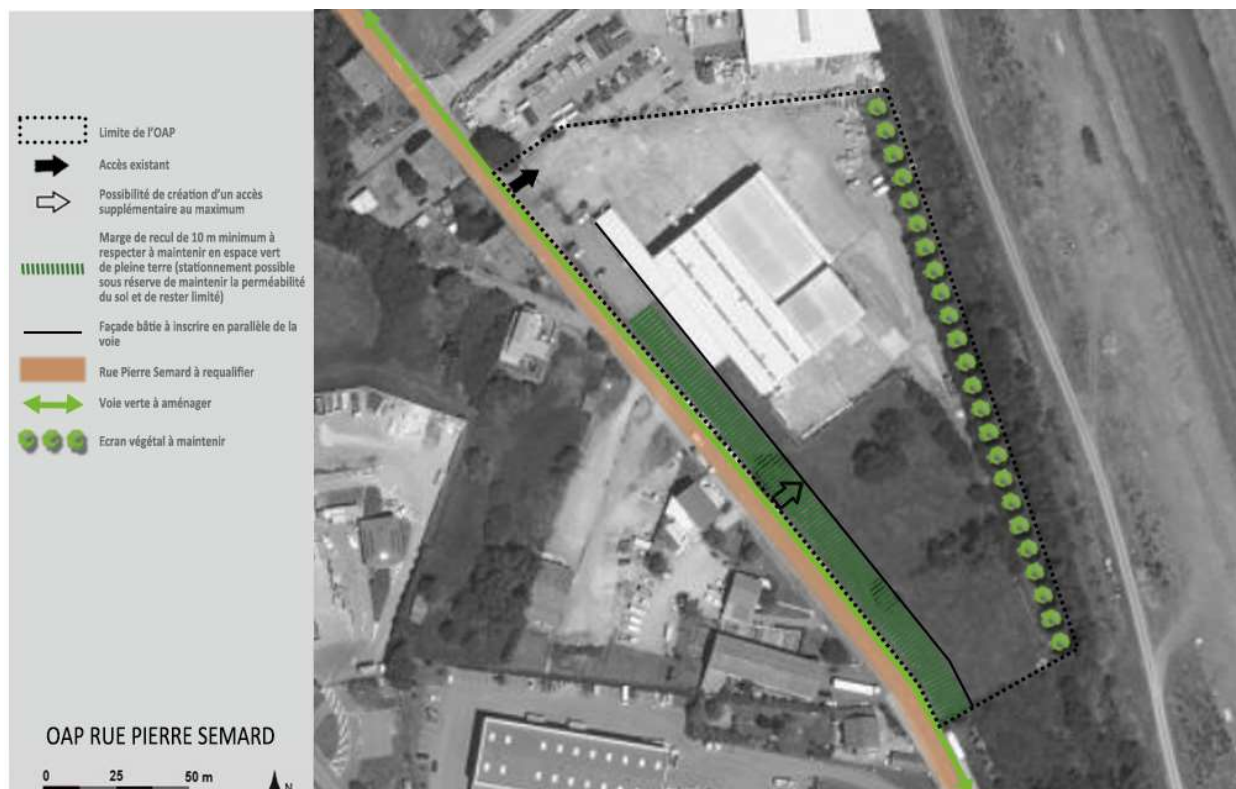 Limite de l'OAP
Accès existant
Possibilité de création d'un accès
supplémentaire au maximum
Marge de recul de 10 m minimum à
respecter à maintenir en espace vert
de pleine terre (stationnement possible
sous réserve de maintenir la perméabilité
du sol et de rester limité)
Façade bâtie à inscrire en parallèle de la
voie
Rue Pierre Semard à requalifier
Voie verte à aménager
Ecran végétal à maintenir
OAP RUE PIERRE SEMARD
0 25 50 m
N